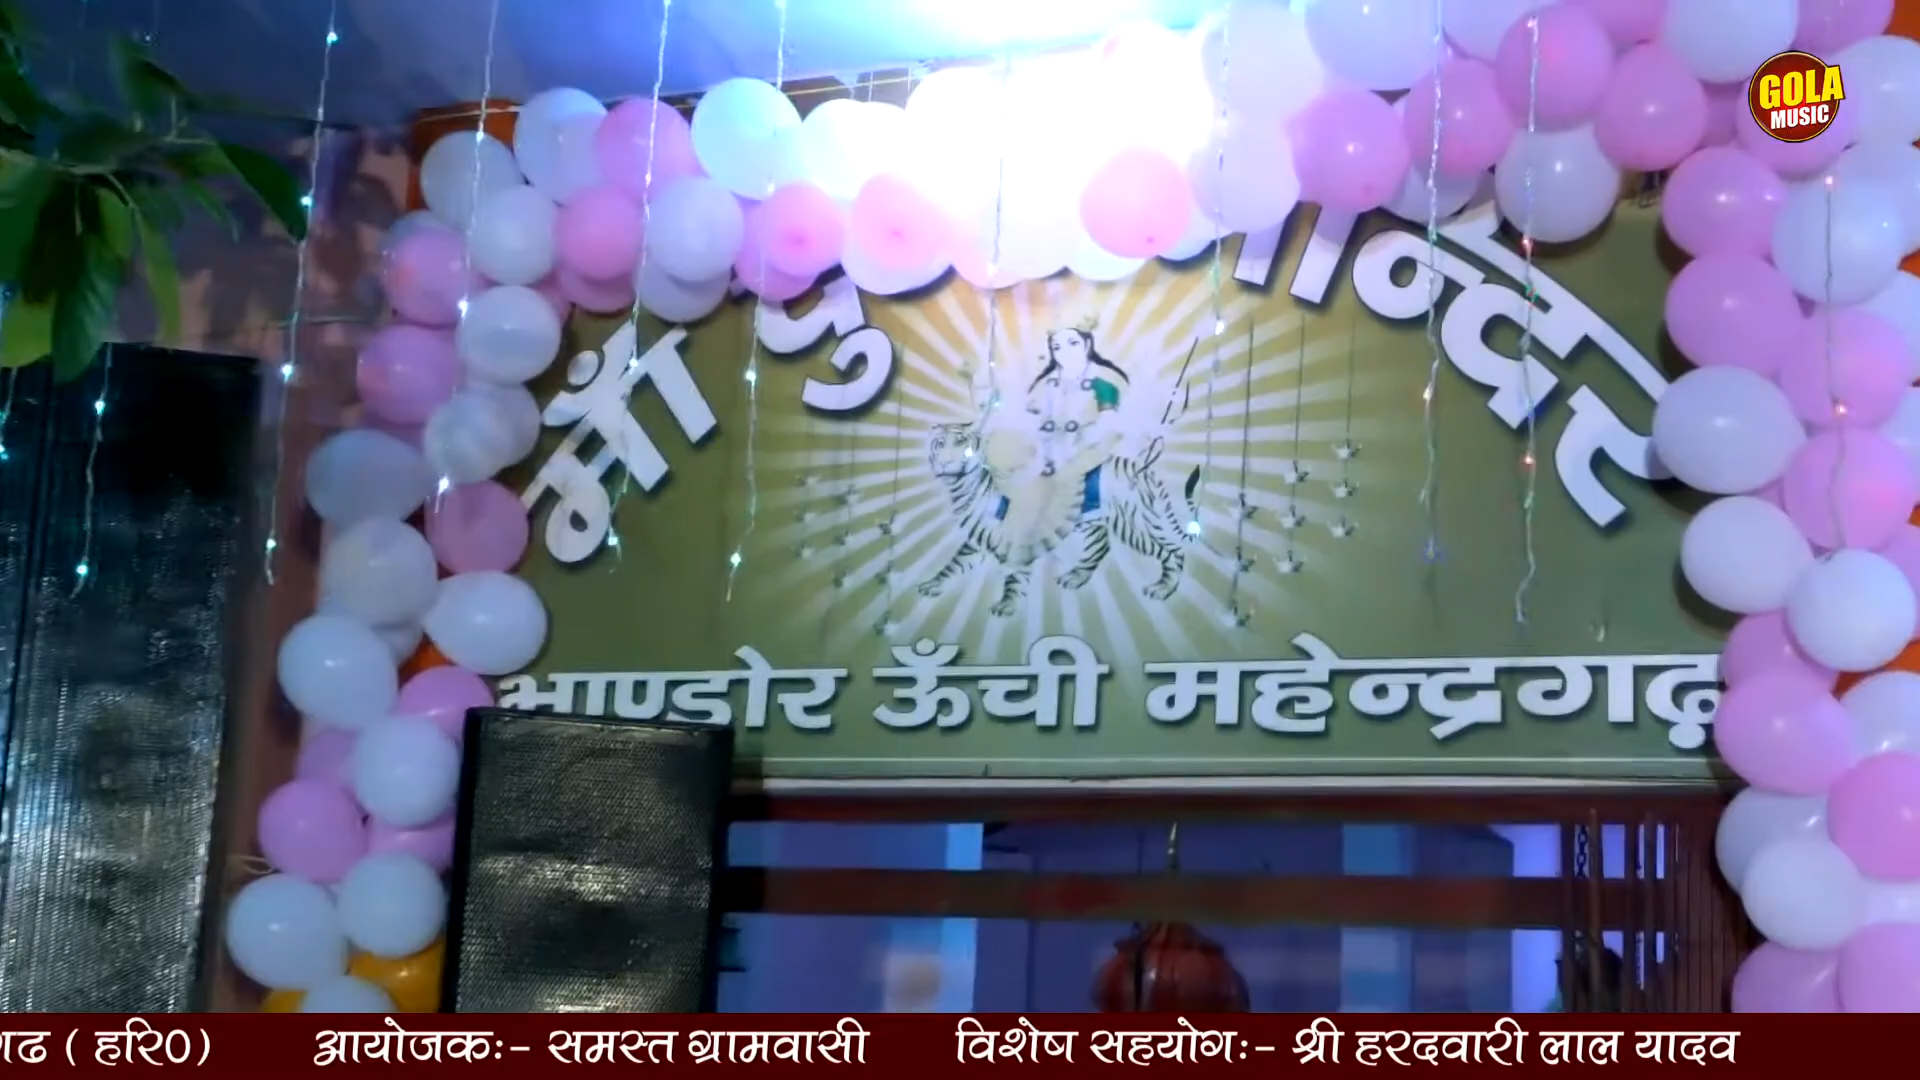 GOLA
MUSIC
माँ
भाण्डोर ऊँची महेन्द्रगढ़
( हरि0) आयोजकः- समस्त ग्रामवासी विशेष सहयोगः- श्री हरदवारी लाल यादव